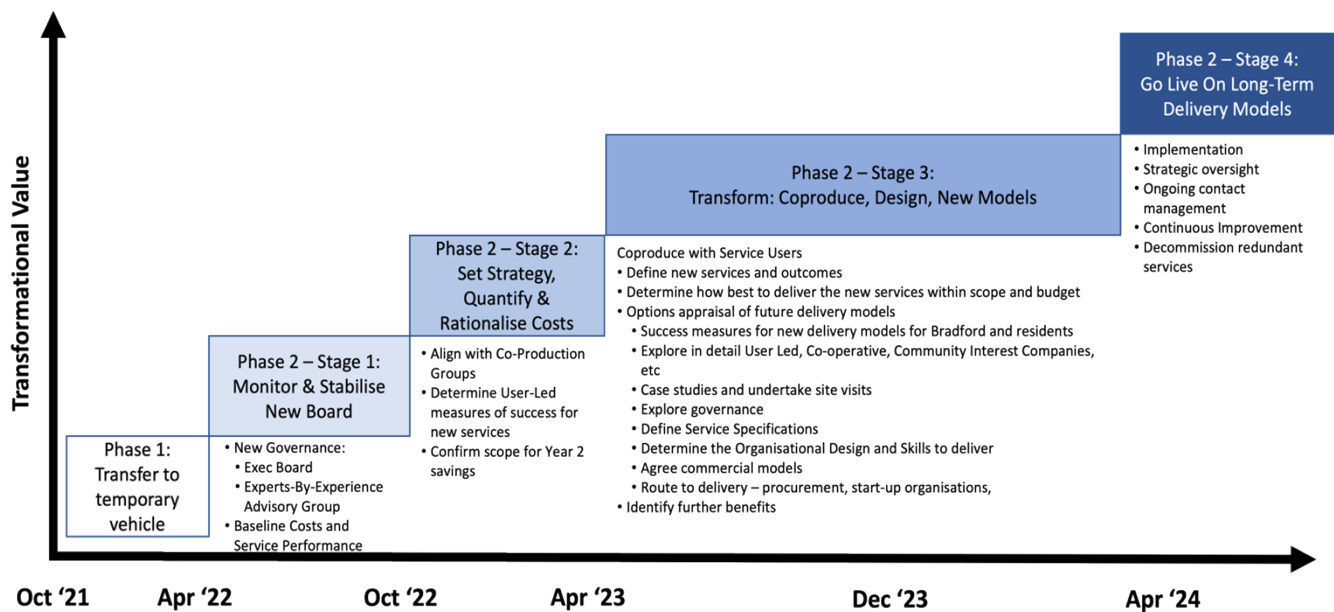 Transformational Value
Phase 1:
Transfer to
temporary
vehicle
Phase 2 – Stage 1:
Monitor & Stabilise
New Board
• New Governance:
• Exec Board
• Experts-By-Experience
Advisory Group
• Baseline Costs and
Service Performance
Phase 2 – Stage 2:
Set Strategy,
Quantify &
Rationalise Costs
• Align with Co-Production
Groups
• Determine User-Led
measures of success for
new services
• Confirm scope for Year 2
savings
Phase 2 – Stage 3:
Transform: Coproduce, Design, New Models
Coproduce with Service Users
• Define new services and outcomes
• Determine how best to deliver the new services within scope and budget
• Options appraisal of future delivery models
• Success measures for new delivery models for Bradford and residents
• Explore in detail User Led, Co-operative, Community Interest Companies,
etc
• Case studies and undertake site visits
• Explore governance
• Define Service Specifications
• Determine the Organisational Design and Skills to deliver
• Agree commercial models
• Route to delivery – procurement, start-up organisations,
• Identify further benefits
Phase 2 – Stage 4:
Go Live On Long-Term
Delivery Models
• Implementation
• Strategic oversight
• Ongoing contact
management
• Continuous Improvement
• Decommission redundant
services
Oct ‘21
Apr ‘22
Oct ‘22
Apr ‘23
Dec ‘23
Apr ‘24